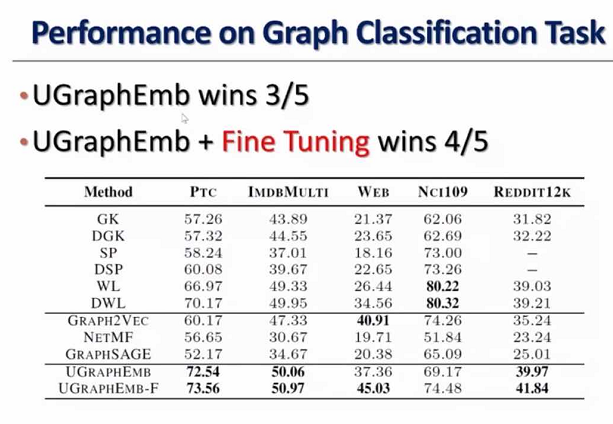 Performance on Graph Classification Task
•UGraphEmb wins 3/5
•UGraphEmb + Fine Tuning wins 4/5
Method PTC IMDBMULTI WEB NCI109 REDDIT12K
GK 57.26 43.89 21.37 62.06 31.82
DGK 57.32 44.55 23.65 62.69 32.22
SP 58.24 37.01 18.16 73.00 –
DSP 60.08 39.67 22.65 73.26 –
WL 66.97 49.33 26.44 80.22 39.03
DWL 70.17 49.95 34.56 80.32 39.21
GRAPH2VEC 60.17 47.33 40.91 74.26 35.24
NETMF 56.65 30.67 19.71 51.84 23.24
GRAPHSAGE 52.17 34.67 20.38 65.09 25.01
UGRAPHEMB 72.54 50.06 37.36 69.17 39.97
UGRAPHEMB-F 73.56 50.97 45.03 74.48 41.84